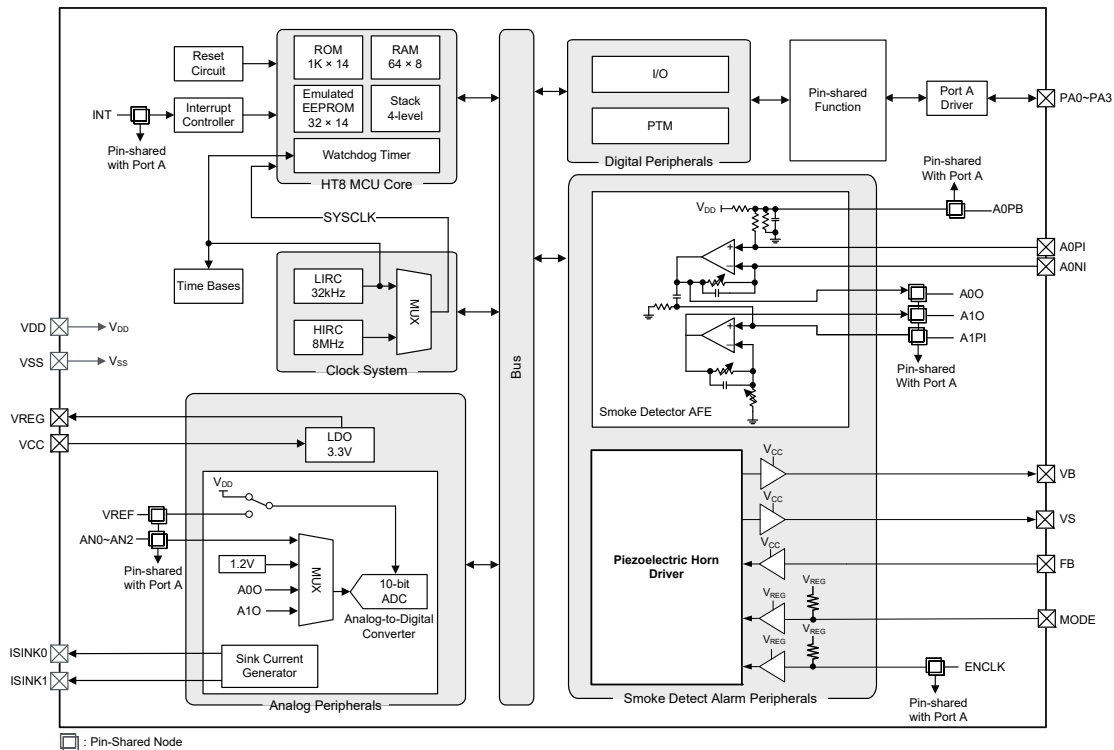 Reset
Circuit
INT
Interrupt
Controller
Pin-shared
with Port A
ROM
1K × 14
RAM
64 × 8
Emulated
EEPROM
32 × 14
Stack
4-level
Watchdog Timer
HT8 MCU Core
SYSCLK
Time Bases
LIRC
32kHz
HIRC
8MHz
MUX
Clock System
VDD
VDD
VSS
VSS
VREG
VCC
LDO
3.3V
VDD
VREF
AN0~AN2
Pin-shared
with Port A
1.2V
A0O
A1O
MUX
10-bit
ADC
Analog-to-Digital
Converter
ISINK0
ISINK1
Sink Current
Generator
Analog Peripherals
Bus
I/O
PTM
Digital Peripherals
Pin-shared
Function
Port A
Driver
PA0~PA3
Pin-shared
With Port A
VDD
A0PB
A0PI
A0NI
A0O
A1O
A1PI
Pin-shared
With Port A
+
−
+
−
Smoke Detector AFE
Piezoelectric Horn
Driver
VCC
VB
VCC
VS
VCC
FB
VREG
VREG
MODE
VREG
VREG
ENCLK
Pin-shared
with Port A
Smoke Detect Alarm Peripherals
: Pin-Shared Node